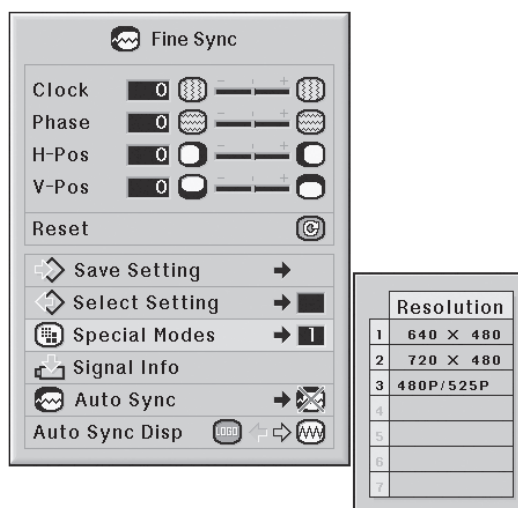 Fine Sync
Clock 0 - +
Phase 0 - +
H-Pos 0 - +
V-Pos 0 - +
Reset
Save Setting
Select Setting
Special Modes 1
Signal Info
Auto Sync
Auto Sync Disp LOGO
Resolution
1 640 × 480
2 720 × 480
3 480P/525P
4
5
6
7